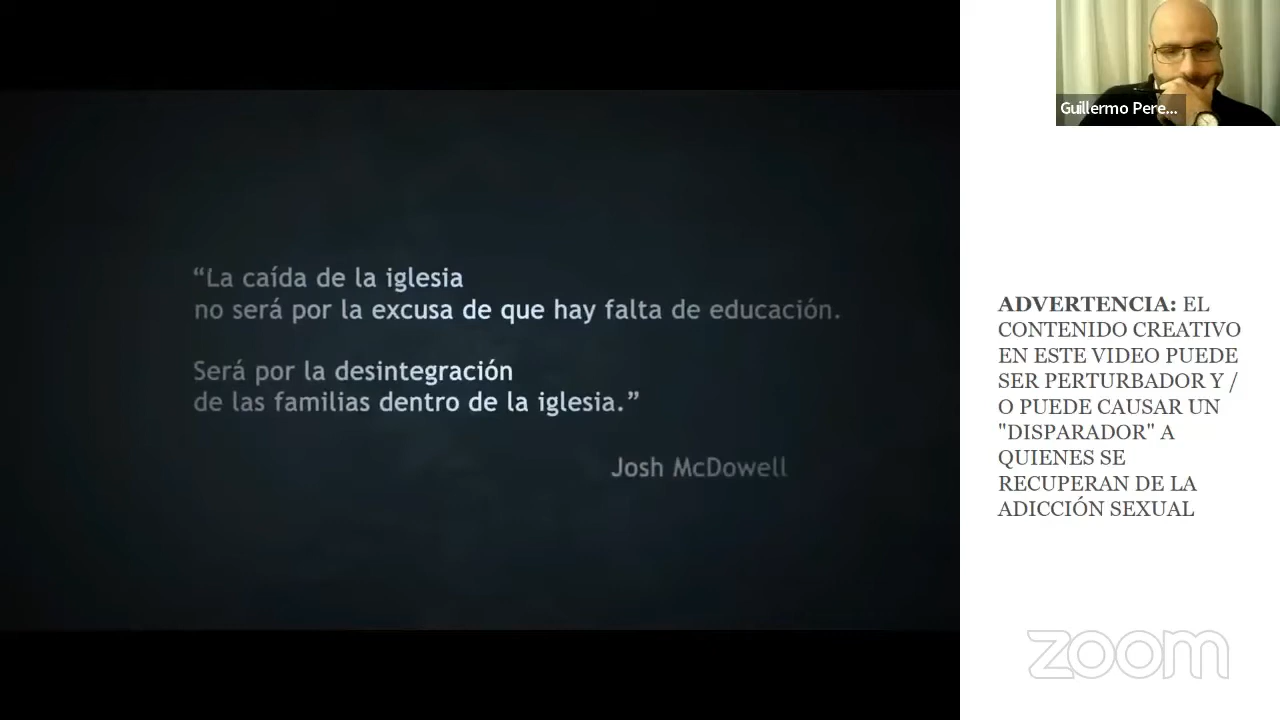 “La caída de la iglesia
no será por la excusa de que hay falta de educación.
Será por la desintegración
de las familias dentro de la iglesia.”
Josh McDowell
Guillermo Pere...
ADVERTENCIA: EL
CONTENIDO CREATIVO
EN ESTE VIDEO PUEDE
SER PERTURBADOR Y /
O PUEDE CAUSAR UN
"DISPARADOR" A
QUIENES SE
RECUPERAN DE LA
ADICCIÓN SEXUAL
zoom